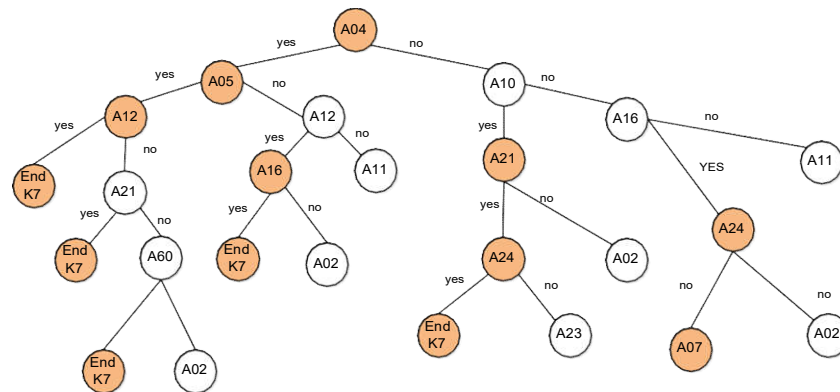 A04
yes
no
A05
yes
no
A10
no
A12
yes
no
A12
yes
no
A16
no
yes
A21
YES
A11
End
K7
A21
yes
no
A16
yes
no
A11
yes
no
A24
End
K7
A60
End
K7
A02
A24
yes
no
A02
no
no
End
K7
A02
End
K7
A23
A07
A02